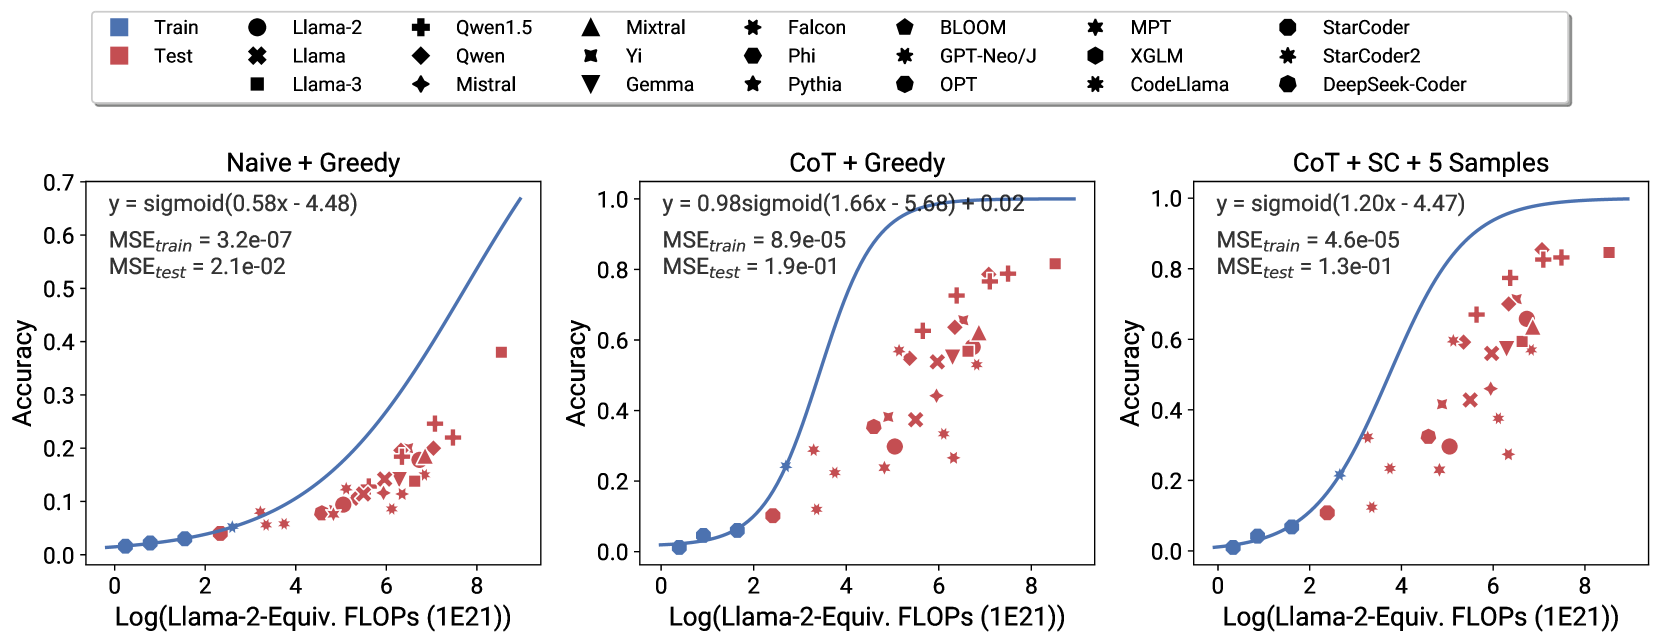 Train Llama-2 Qwen1.5 Mixtral Falcon BLOOM MPT StarCoder
Test Llama Qwen Yi Phi GPT-Neo/J XGLM StarCoder2
Llama-3 Mistral Gemma Pythia OPT CodeLlama DeepSeek-Coder
Naive + Greedy
y = sigmoid(0.58x - 4.48)
MSE_train = 3.2e-07
MSE_test = 2.1e-02
Accuracy
0.7
0.6
0.5
0.4
0.3
0.2
0.1
0.0
0 2 4 6 8
Log(Llama-2-Equiv. FLOPs (1E21))
CoT + Greedy
y = 0.98sigmoid(1.66x - 5.68) + 0.02
MSE_train = 8.9e-05
MSE_test = 1.9e-01
Accuracy
1.0
0.8
0.6
0.4
0.2
0.0
0 2 4 6 8
Log(Llama-2-Equiv. FLOPs (1E21))
CoT + SC + 5 Samples
y = sigmoid(1.20x - 4.47)
MSE_train = 4.6e-05
MSE_test = 1.3e-01
Accuracy
1.0
0.8
0.6
0.4
0.2
0.0
0 2 4 6 8
Log(Llama-2-Equiv. FLOPs (1E21))